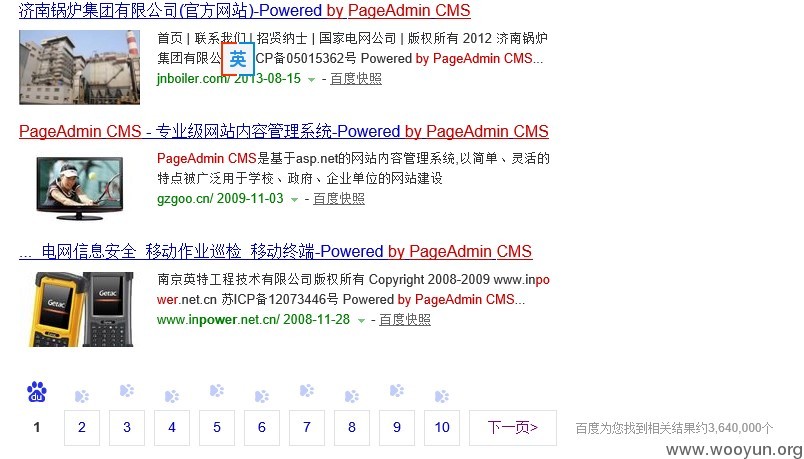 济南锅炉集团有限公司(官方网站)-Powered by PageAdmin CMS
首页 | 联系我们 | 招贤纳士 | 国家电网公司 | 版权所有 2012 济南锅炉
集团有限公 英 CP备05015362号 Powered by PageAdmin CMS...
jnboiler.com/ 2013-08-15 - 百度快照
PageAdmin CMS - 专业级网站内容管理系统-Powered by PageAdmin CMS
PageAdmin CMS是基于asp.net的网站内容管理系统,以简单、灵活的
特点被广泛用于学校、政府、企业单位的网站建设
gzgoo.cn/ 2009-11-03 - 百度快照
... 电网信息安全 移动作业巡检 移动终端-Powered by PageAdmin CMS
南京英特工程技术有限公司版权所有 Copyright 2008-2009 www.inpo
wer.net.cn 苏ICP备12073446号 Powered by PageAdmin CMS...
Getac Getac
www.inpower.net.cn/ 2008-11-28 - 百度快照
du
1 2 3 4 5 6 7 8 9 10 下一页> 百度为您找到相关结果约3,640,000个
www.wooyun.org